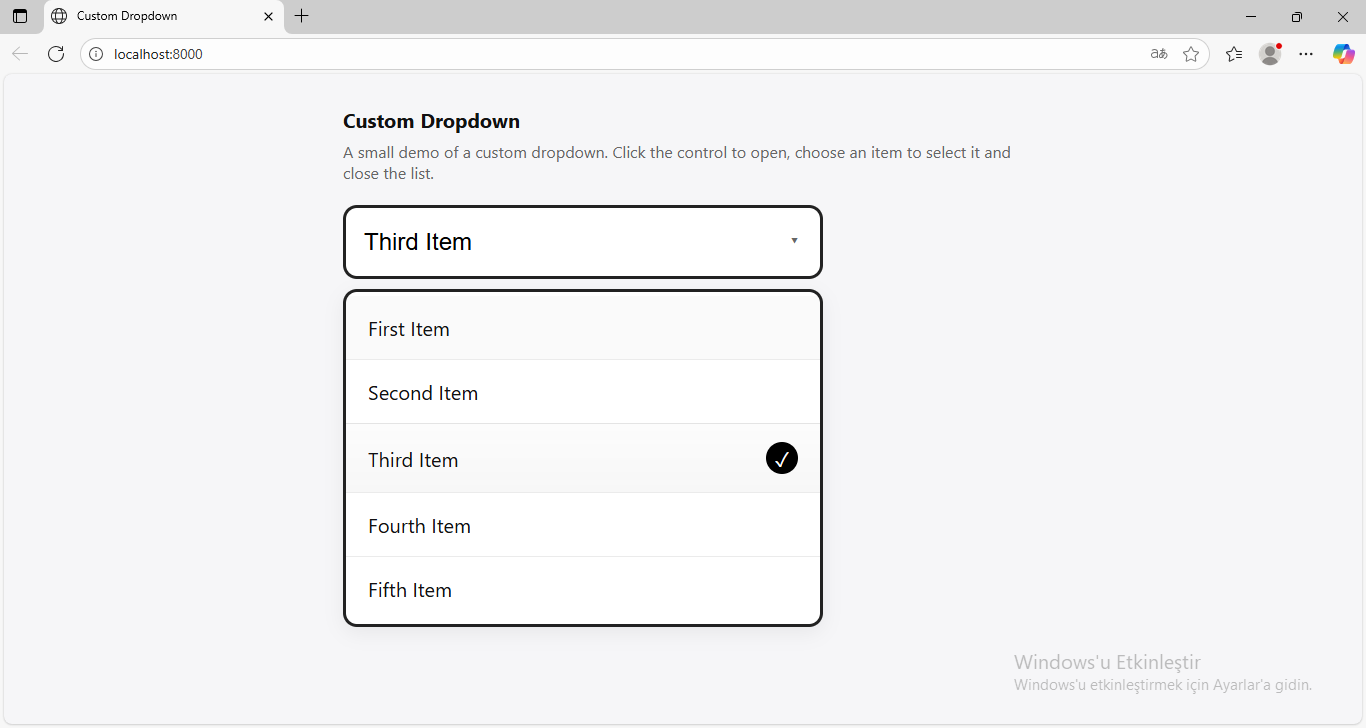 Custom Dropdown
localhost:8000
Custom Dropdown
A small demo of a custom dropdown. Click the control to open, choose an item to select it and
close the list.
Third Item
First Item
Second Item
Third Item
Fourth Item
Fifth Item
Windows'u Etkinleştir
Windows'u etkinleştirmek için Ayarlar'a gidin.